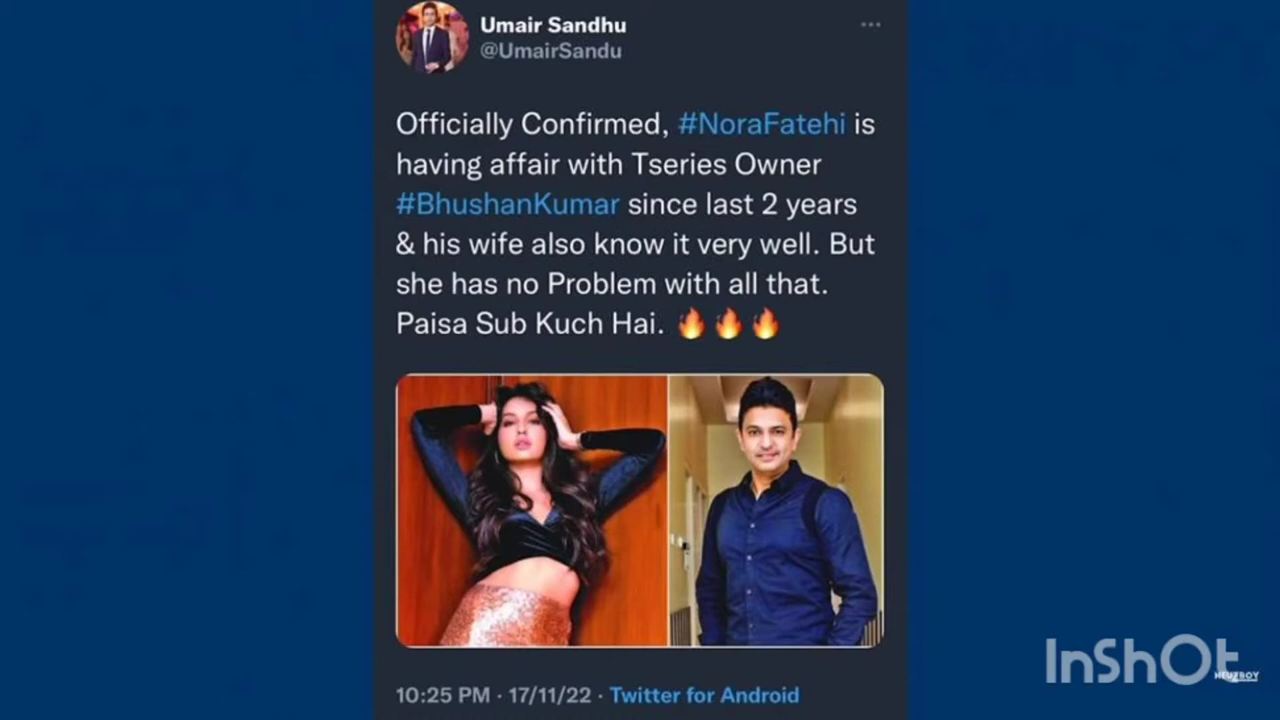 Umair Sandhu
@UmairSandu
Officially Confirmed, #NoraFatehi is
having affair with Tseries Owner
#BhushanKumar since last 2 years
& his wife also know it very well. But
she has no Problem with all that.
Paisa Sub Kuch Hai. 🔥🔥🔥
10:25 PM · 17/11/22 · Twitter for Android
InShOt